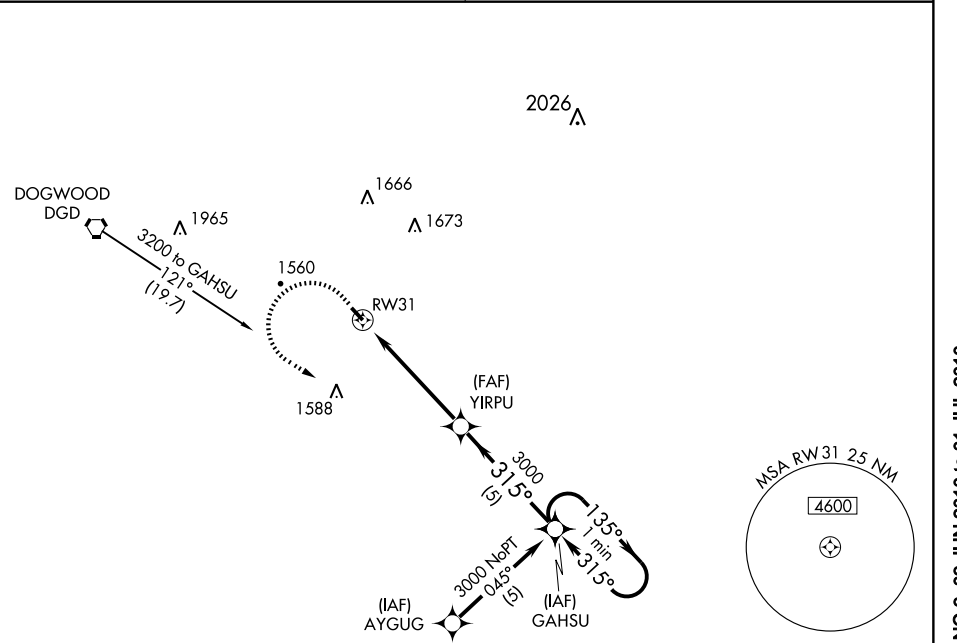 2026
DOGWOOD
DGD
1965
1666
1673
3200 to GAHSU
121°
(19.7)
1560
RW31
1588
(FAF)
YIRPU
3000
315°
(5)
135°
1 min
315°
3000 NoPT
045°
(5)
(IAF)
AYGUG
(IAF)
GAHSU
MSA RW31 25 NM
4600